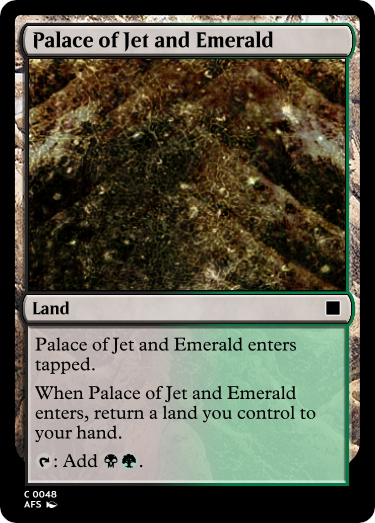 Palace of Jet and Emerald
Land
Palace of Jet and Emerald enters
tapped.
When Palace of Jet and Emerald
enters, return a land you control to
your hand.
: Add .
C 0048
AFS